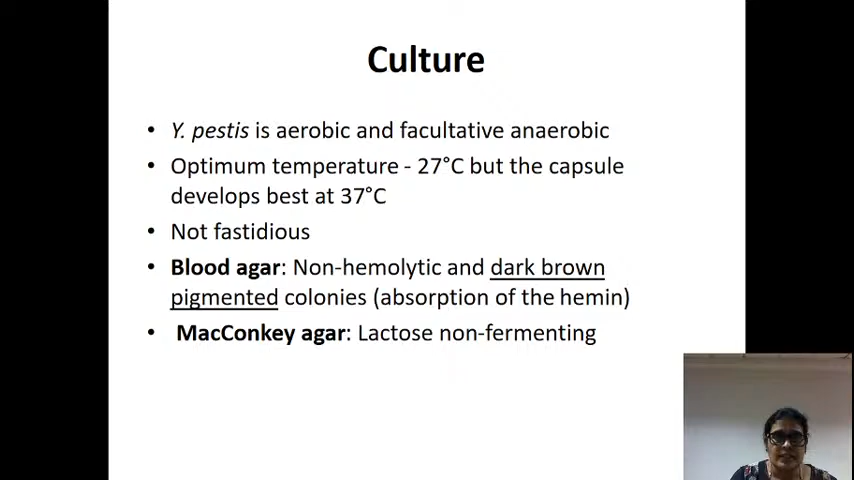 Culture
• Y. pestis is aerobic and facultative anaerobic
• Optimum temperature - 27°C but the capsule
develops best at 37°C
• Not fastidious
• Blood agar: Non-hemolytic and dark brown
pigmented colonies (absorption of the hemin)
• MacConkey agar: Lactose non-fermenting